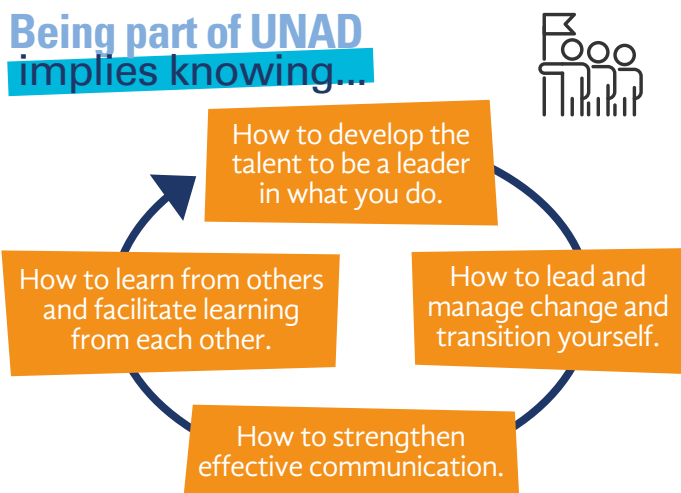 Being part of UNAD
implies knowing...
How to develop the
talent to be a leader
in what you do.
How to lead and
manage change and
transition yourself.
How to strengthen
effective communication.
How to learn from others
and facilitate learning
from each other.